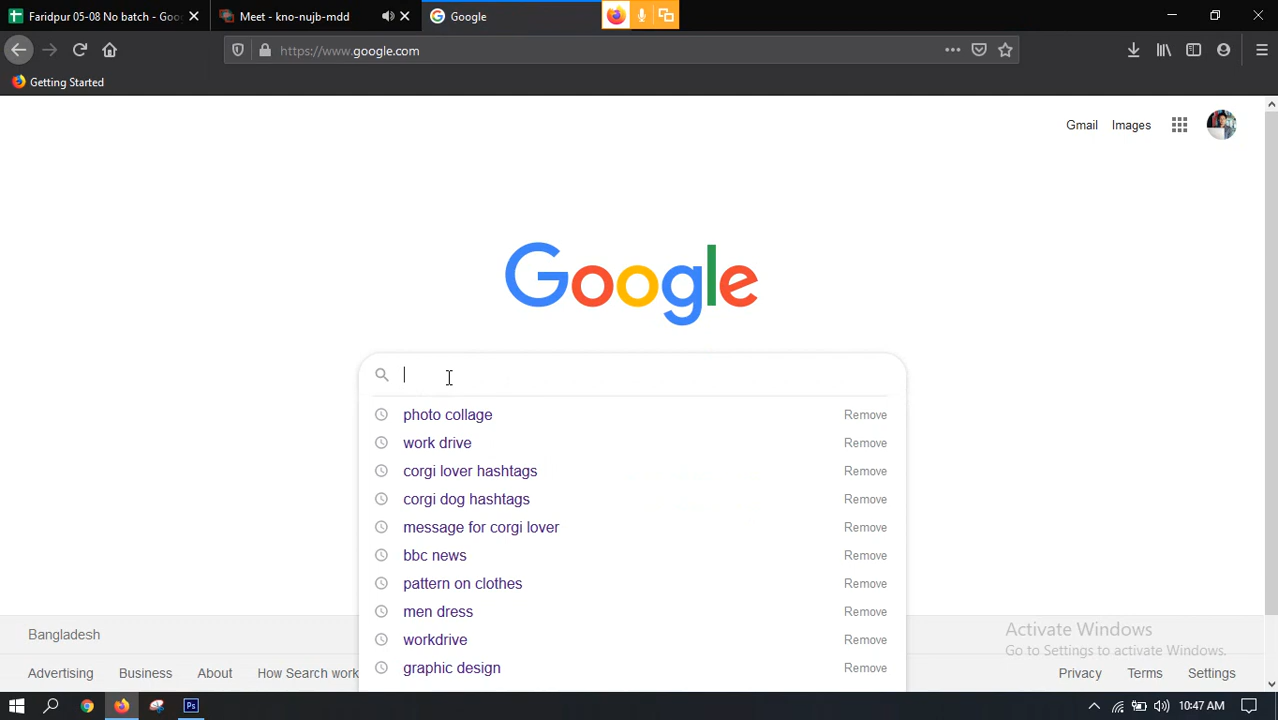 Faridpur 05-08 No batch - Goo
Meet - kno-nujb-mdd
Google
https://www.google.com
Getting Started
Gmail Images
Google
photo collage Remove
work drive Remove
corgi lover hashtags Remove
corgi dog hashtags Remove
message for corgi lover Remove
bbc news Remove
pattern on clothes Remove
men dress Remove
workdrive Remove
graphic design Remove
Bangladesh
Activate Windows
Go to Settings to activate Windows.
Advertising Business About How Search work
Privacy Terms Settings
Ps
10:47 AM